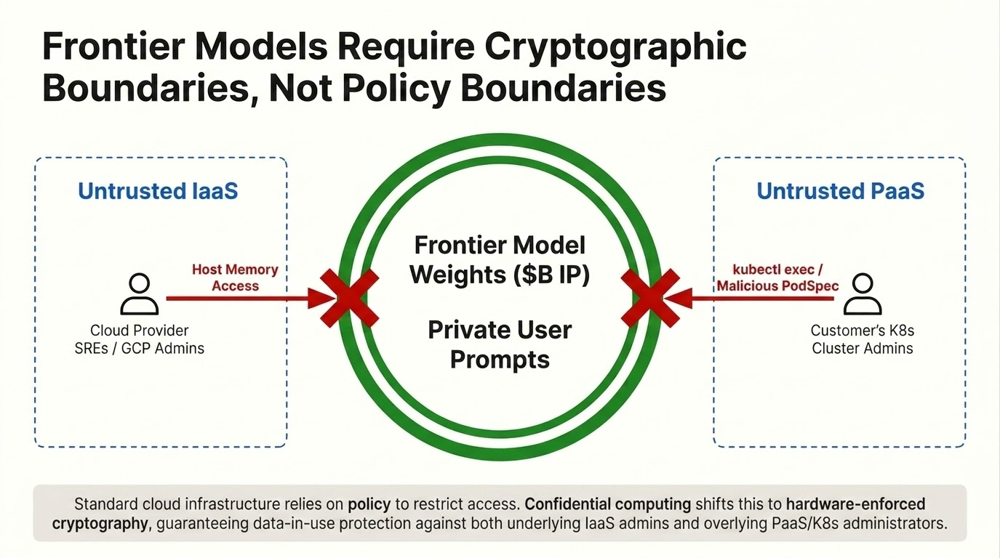 Frontier Models Require Cryptographic
Boundaries, Not Policy Boundaries
Untrusted IaaS
Host Memory
Access
Cloud Provider
SREs / GCP Admins
Frontier Model
Weights ($B IP)
Private User
Prompts
Untrusted PaaS
kubectl exec /
Malicious PodSpec
Customer’s K8s
Cluster Admins
Standard cloud infrastructure relies on policy to restrict access. Confidential computing shifts this to hardware-enforced
cryptography, guaranteeing data-in-use protection against both underlying IaaS admins and overlying PaaS/K8s administrators.